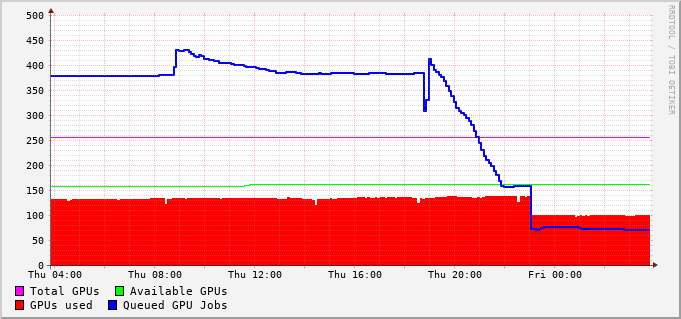 500
450
400
350
300
250
200
150
100
50
0
Thu 04:00 Thu 08:00 Thu 12:00 Thu 16:00 Thu 20:00 Fri 00:00
Total GPUs Available GPUs
GPUs used Queued GPU Jobs
RRDTOOL / TOBI OETIKER